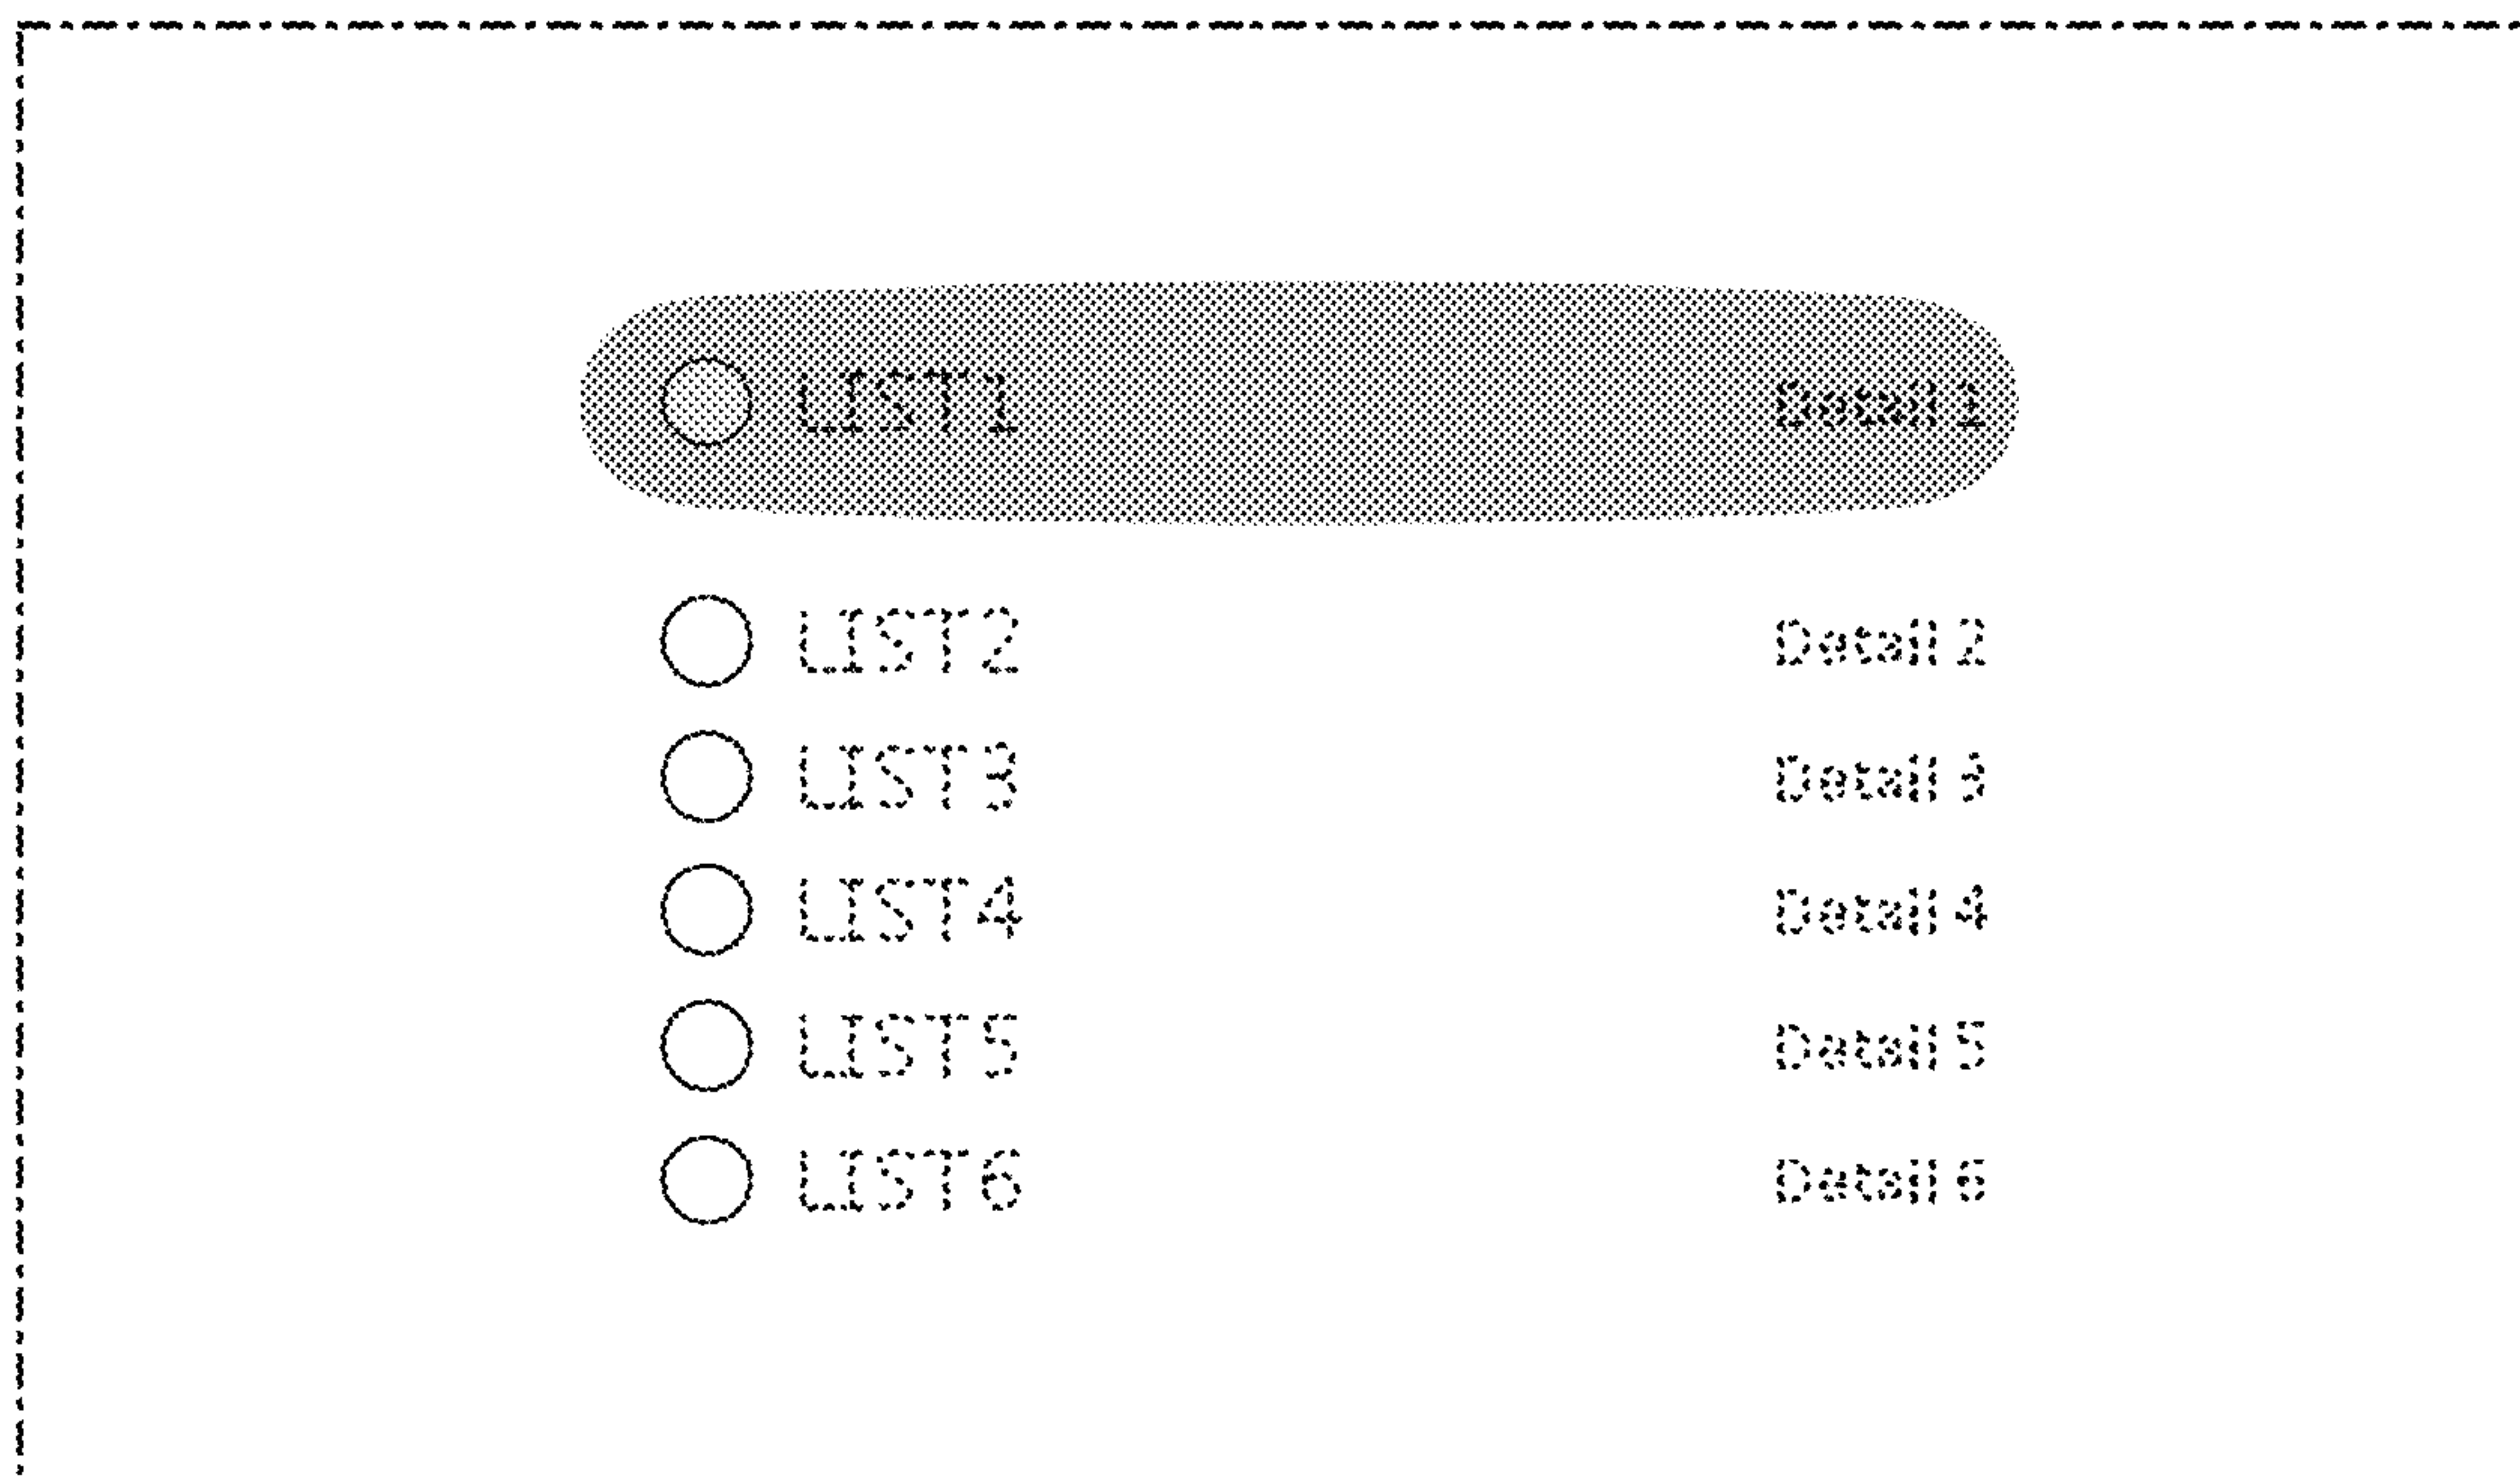 LIST1 Detail 1
LIST2 Detail 2
LIST3 Detail 3
LIST4 Detail 4
LIST5 Detail 5
LIST6 Detail 6